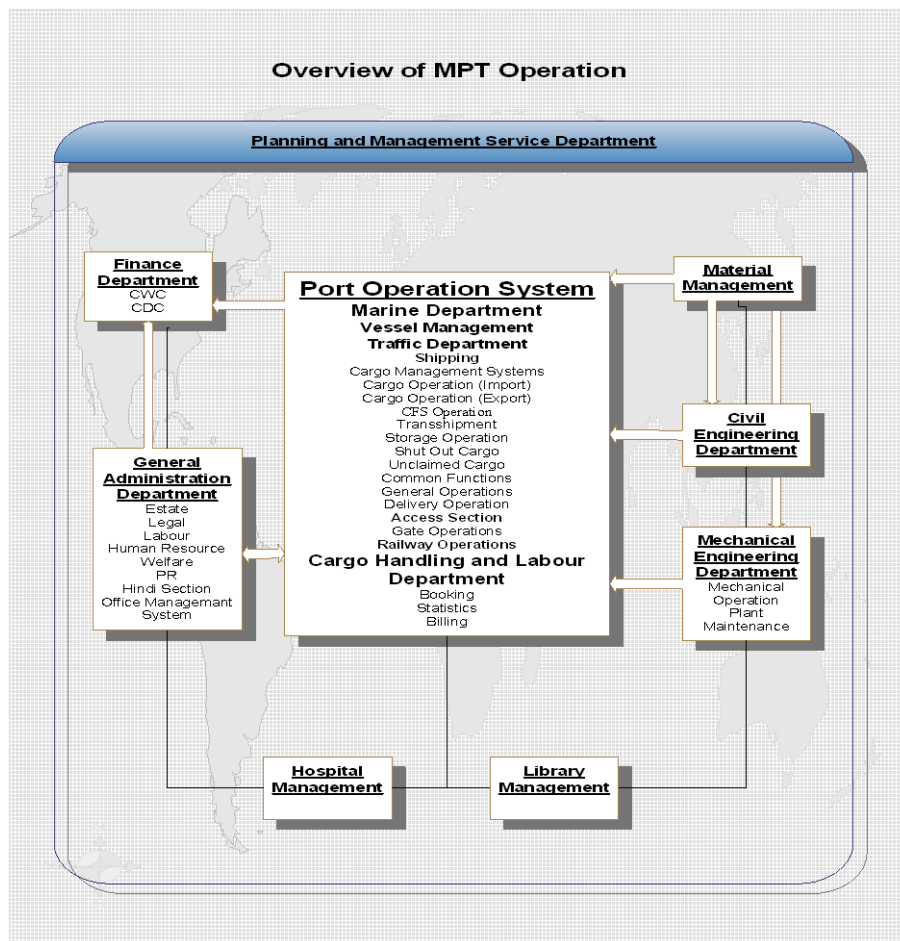 Overview of MPT Operation
Planning and Management Service Department
Finance
Department
CWC
CDC
Port Operation System
Marine Department
Vessel Management
Traffic Department
Shipping
Cargo Management Systems
Cargo Operation (Import)
Cargo Operation (Export)
CFS Operation
Transshipment
Storage Operation
Shut Out Cargo
Unclaimed Cargo
Common Functions
General Operations
Delivery Operation
Access Section
Gate Operations
Railway Operations
Cargo Handling and Labour
Department
Booking
Statistics
Billing
Material
Management
Civil
Engineering
Department
General
Administration
Department
Estate
Legal
Labour
Human Resource
Welfare
PR
Hindi Section
Office Managemant
System
Mechanical
Engineering
Department
Mechanical
Operation
Plant
Maintenance
Hospital
Management
Library
Management